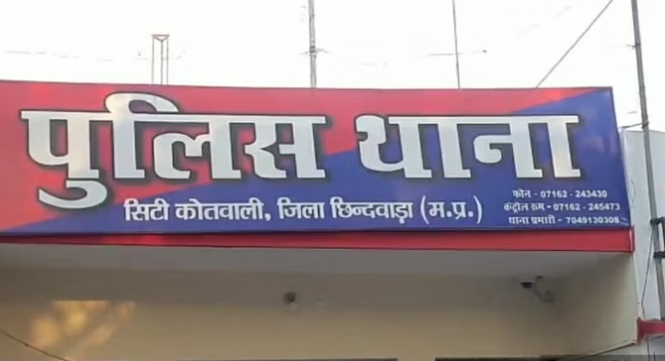 पुलिस थाना
सिटी कोतवाली, जिला छिन्दवाड़ा (म.प्र.)
फोन - 07162 - 243430
कंट्रोल रूम - 07162 - 245473
थाना प्रभारी - 7049130308